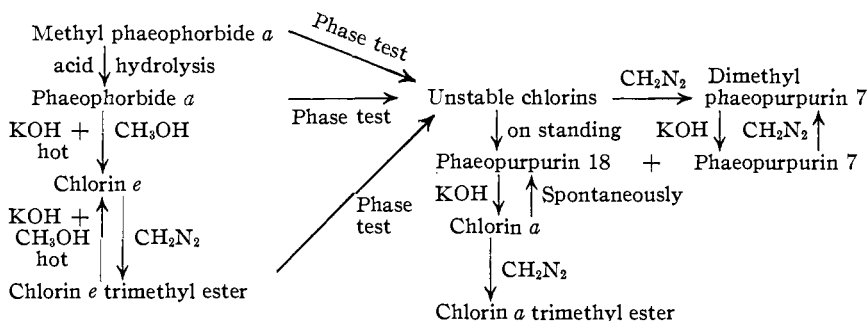 Methyl phaeophorbide a
acid hydrolysis
Phaeophorbide a
KOH + CH₃OH
hot
Chlorin e
KOH +
CH₃OH CH₂N₂
hot
Chlorin e trimethyl ester
Phase test
Phase test
Phase
test
Unstable chlorins
CH₂N₂
Dimethyl
phaeopurpurin 7
on standing
KOH CH₂N₂
Phaeopurpurin 18 + Phaeopurpurin 7
KOH Spontaneously
Chlorin a
CH₂N₂
Chlorin a trimethyl ester